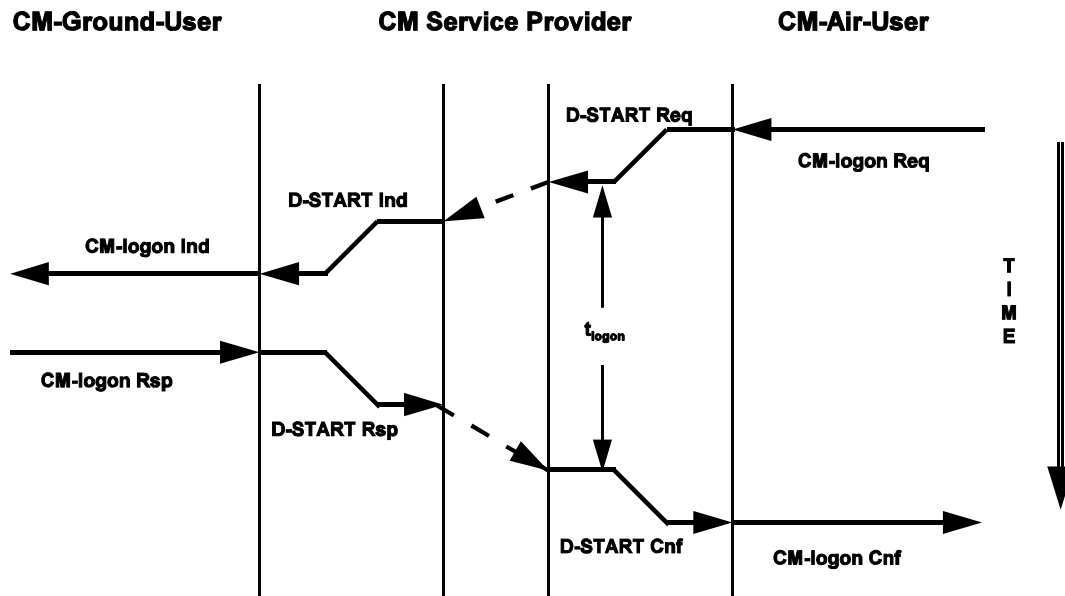 CM-Ground-User
CM Service Provider
CM-Air-User
D-START Req
CM-logon Req
D-START Ind
CM-logon Ind
T
I
M
E
tlogon
CM-logon Rsp
D-START Rsp
D-START Cnf
CM-logon Cnf